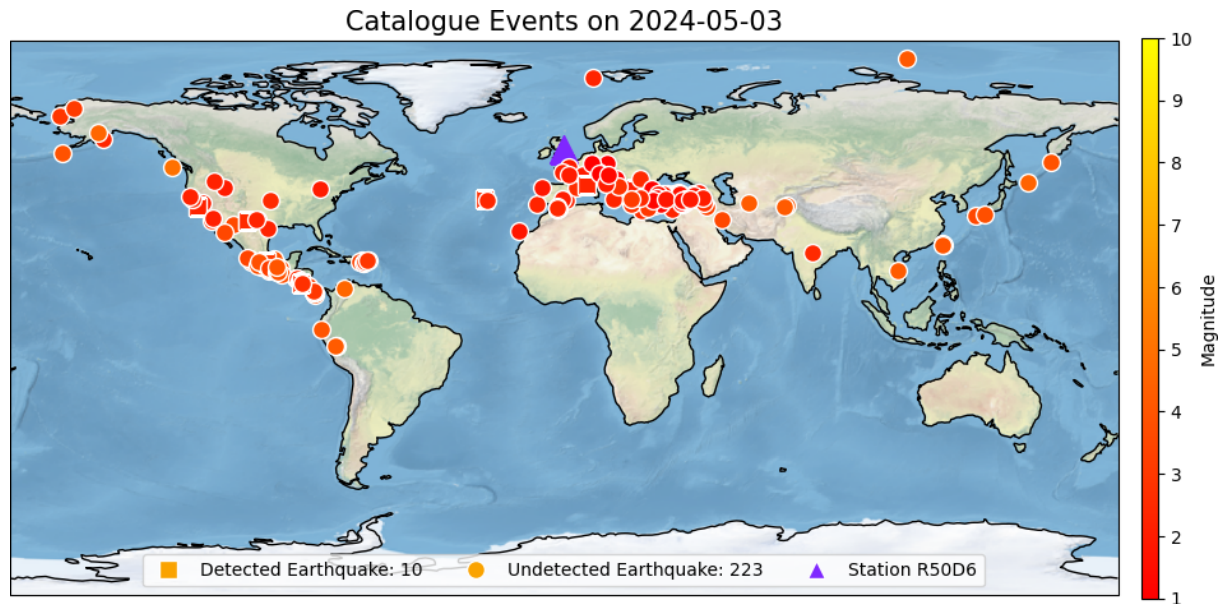 Catalogue Events on 2024-05-03
10
9
8
7
6
5
4
3
2
1
Magnitude
Detected Earthquake: 10
Undetected Earthquake: 223
Station R50D6